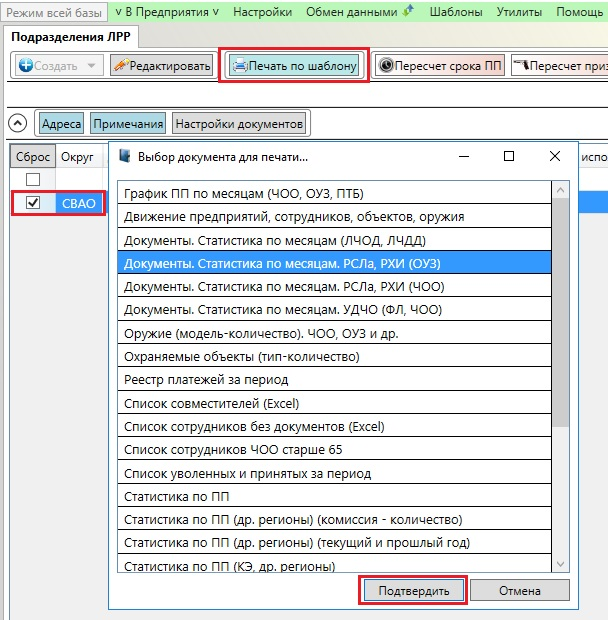 Режим всей базы ˅ В Предприятия ˅ Настройки Обмен данными Шаблоны Утилиты Помощь
Подразделения ЛРР
Создать Редактировать Печать по шаблону Пересчет срока ПП Пересчет приз
Адреса Примечания Настройки документов
Сброс Округ Выбор документа для печати... испо
СВАО
График ПП по месяцам (ЧОО, ОУЗ, ПТБ)
Движение предприятий, сотрудников, объектов, оружия
Документы. Статистика по месяцам (ЛЧОД, ЛЧДД)
Документы. Статистика по месяцам. РСЛа, РХИ (ОУЗ)
Документы. Статистика по месяцам. РСЛа, РХИ (ЧОО)
Документы. Статистика по месяцам. УДЧО (ФЛ, ЧОО)
Оружие (модель-количество). ЧОО, ОУЗ и др.
Охраняемые объекты (тип-количество)
Реестр платежей за период
Список совместителей (Excel)
Список сотрудников без документов (Excel)
Список сотрудников ЧОО старше 65
Список уволенных и принятых за период
Статистика по ПП
Статистика по ПП (др. регионы) (комиссия - количество)
Статистика по ПП (др. регионы) (текущий и прошлый год)
Статистика по ПП (КЭ, др. регионы)
Подтвердить Отмена